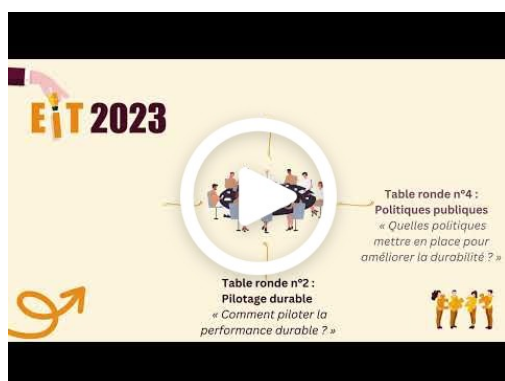 EiT 2023
Table ronde n°4 :
Politiques publiques
« Quelles politiques
mettre en place pour
améliorer la durabilité ? »
Table ronde n°2 :
Pilotage durable
« Comment piloter la
performance durable ? »